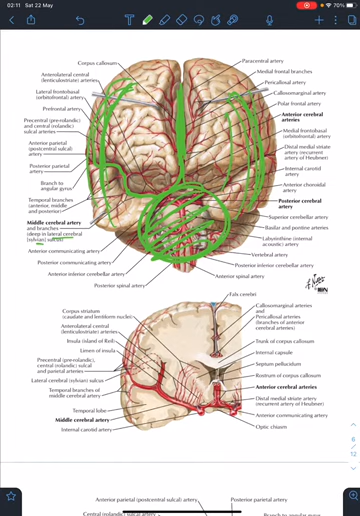 02:11 Sat 22 May
70%
Corpus callosum
Anterolateral central
(lenticulostriate) arteries
Lateral frontobasal
(orbitofrontal) artery
Prefrontal artery
Precentral (pre-rolandic)
and central (rolandic)
sulcal arteries
Anterior parietal
(postcentral sulcal)
artery
Posterior parietal
artery
Branch to
angular gyrus
Temporal branches
(anterior, middle
and posterior)
Middle cerebral artery
and branches
(deep in lateral cerebral
(sylvian) sulcus)
Anterior communicating artery
Posterior communicating artery
Anterior inferior cerebellar artery
Posterior spinal artery
Paracentral artery
Medial frontal branches
Pericallosal artery
Callosomarginal artery
Polar frontal artery
Anterior cerebral
arteries
Medial frontobasal
(orbitofrontal) artery
Distal medial striate
artery (recurrent
artery of Heubner)
Internal carotid
artery
Anterior choroidal
artery
Posterior cerebral
artery
Superior cerebellar artery
Basilar and pontine arteries
Labyrinthine (internal
acoustic) artery
Vertebral artery
Posterior inferior cerebellar artery
Anterior spinal artery
Falx cerebri
Corpus striatum
(caudate and lentiform nuclei)
Anterolateral central
(lenticulostriate) arteries
Insula (island of Reil)
Limen of insula
Precentral (pre-rolandic),
central (rolandic) sulcal
and parietal arteries
Lateral cerebral (sylvian) sulcus
Temporal branches of
middle cerebral artery
Temporal lobe
Middle cerebral artery
Internal carotid artery
Callosomarginal arteries
and
Pericallosal arteries
(branches of anterior
cerebral arteries)
Trunk of corpus callosum
Internal capsule
Septum pellucidum
Rostrum of corpus callosum
Anterior cerebral arteries
Distal medial striate artery
(recurrent artery of Heubner)
Anterior communicating artery
Optic chiasm
8
12
Anterior parietal (postcentral sulcal) artery
Posterior parietal artery
Central (rolandic) sulcal artery
Branch to angular gyrus